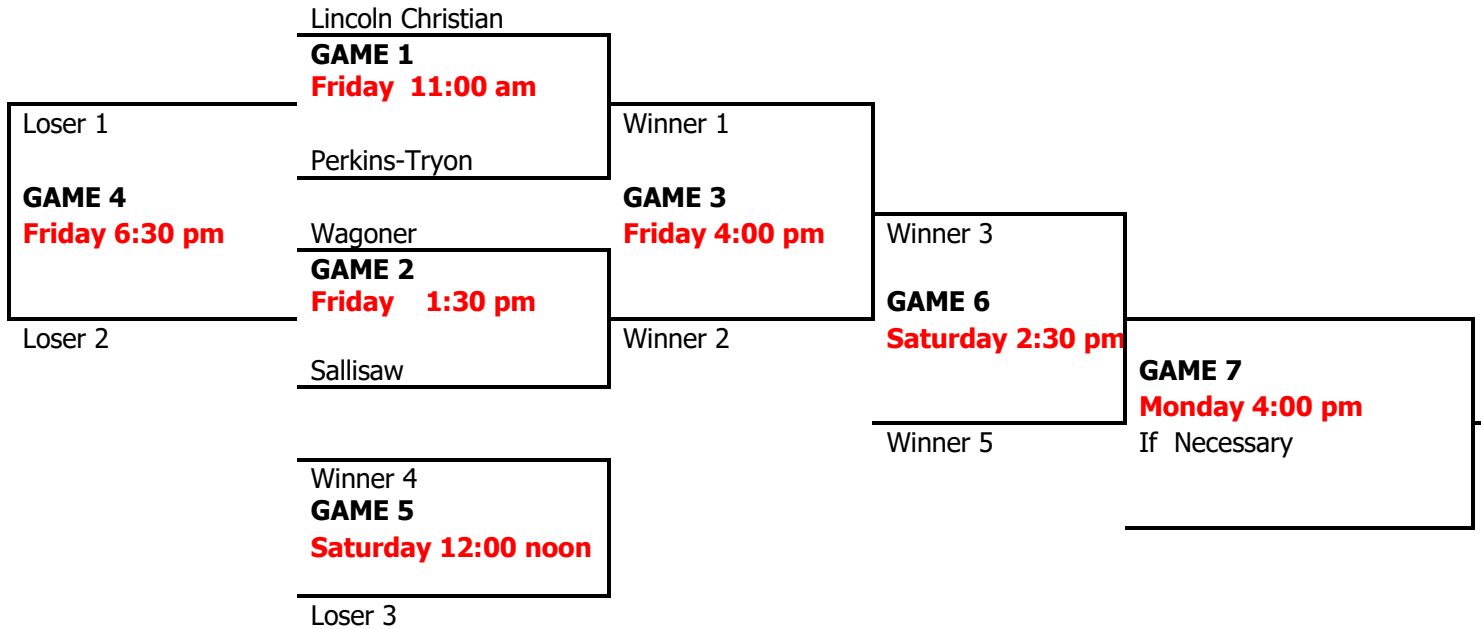 Lincoln Christian
GAME 1
Friday 11:00 am
Loser 1
Winner 1
Perkins-Tryon
GAME 4
GAME 3
Friday 6:30 pm
Wagoner
Friday 4:00 pm
Winner 3
GAME 2
Friday 1:30 pm
GAME 6
Loser 2
Winner 2
Saturday 2:30 pm
Sallisaw
GAME 7
Monday 4:00 pm
Winner 5
If Necessary
Winner 4
GAME 5
Saturday 12:00 noon
Loser 3